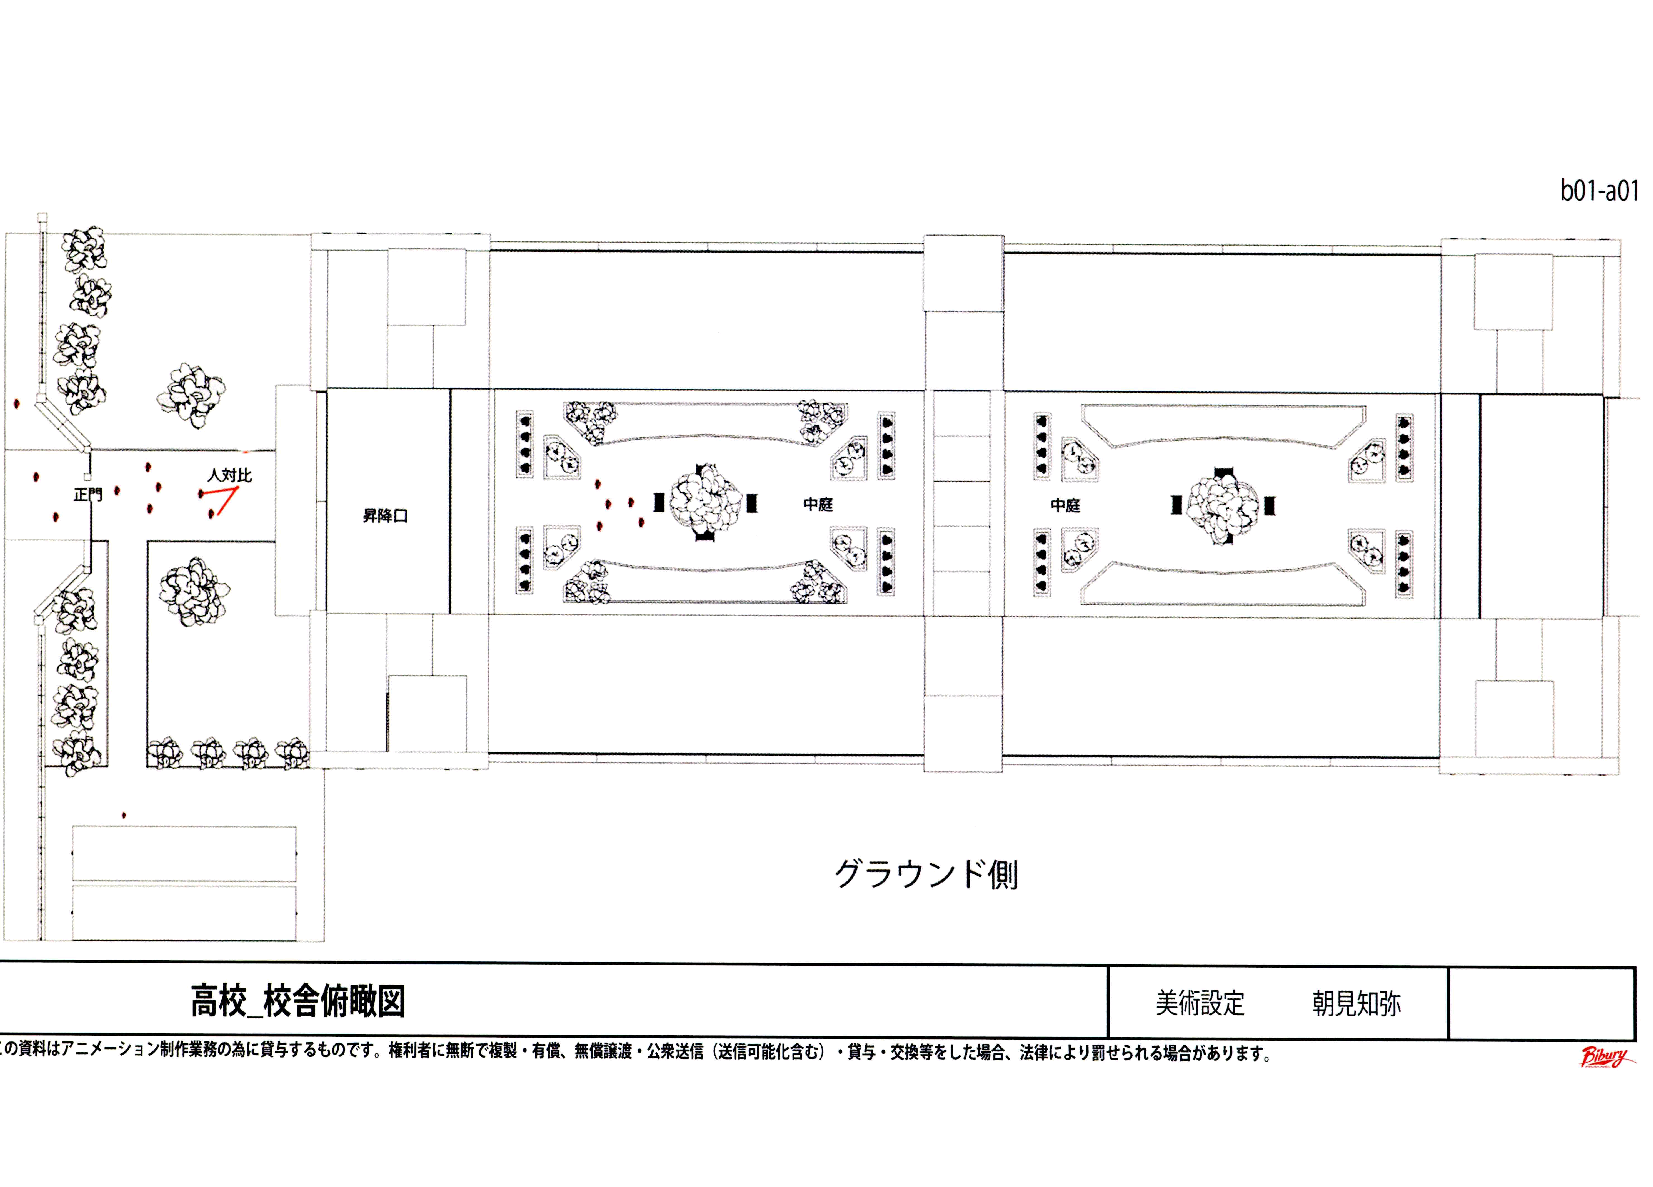 b01-a01
人対比
正門
昇降口
中庭
中庭
グラウンド側
高校_校舎俯瞰図
美術設定 朝見知弥
この資料はアニメーション制作業務の為に貸与するものです。権利者に無断で複製・有償、無償譲渡・公衆送信（送信可能化含む）・貸与・交換等をした場合、法律により罰せられる場合があります。
Bibury